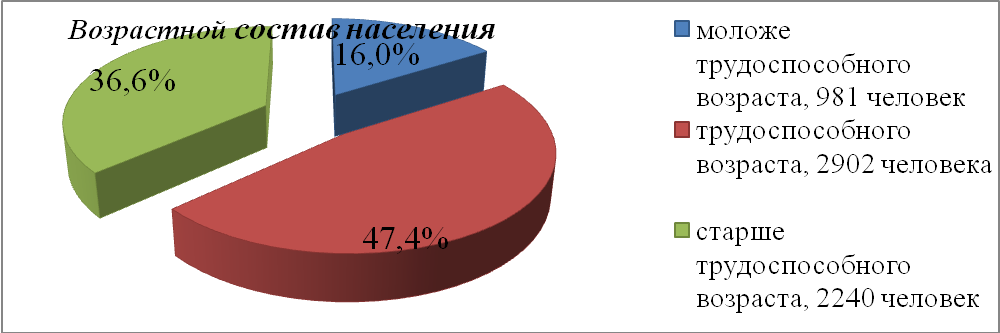 Возрастной состав населения
16,0%
36,6%
47,4%
моложе
трудоспособного
возраста, 981 человек
трудоспособного
возраста, 2902 человека
старше
трудоспособного
возраста, 2240 человек